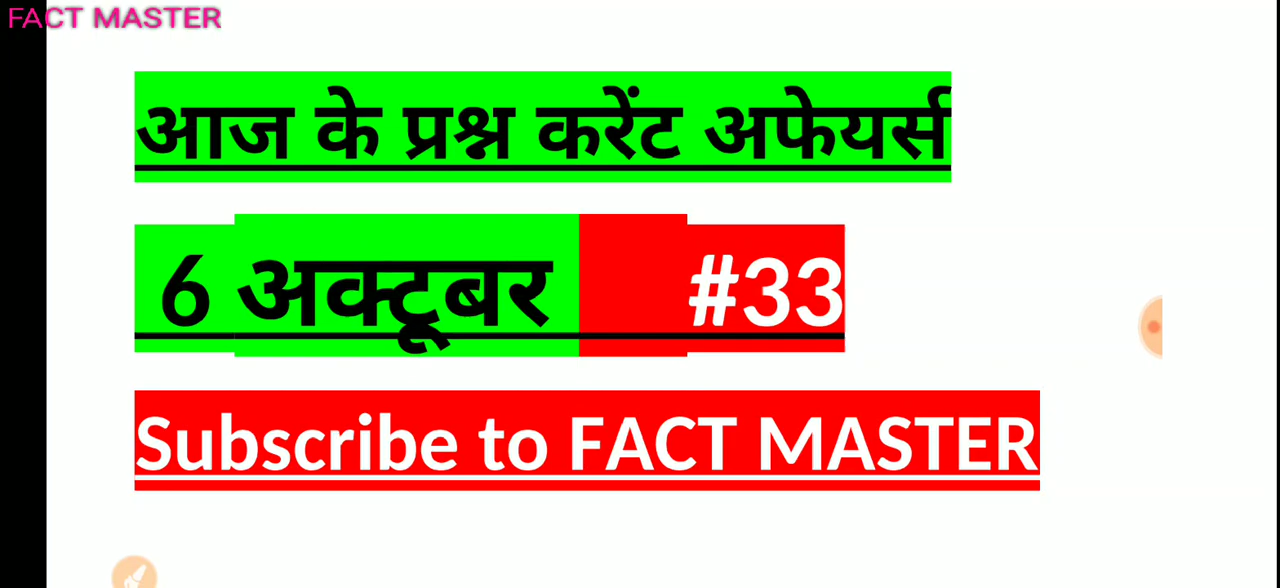 FACT MASTER
आज के प्रश्न करेंट अफेयर्स
6 अक्टूबर #33
Subscribe to FACT MASTER